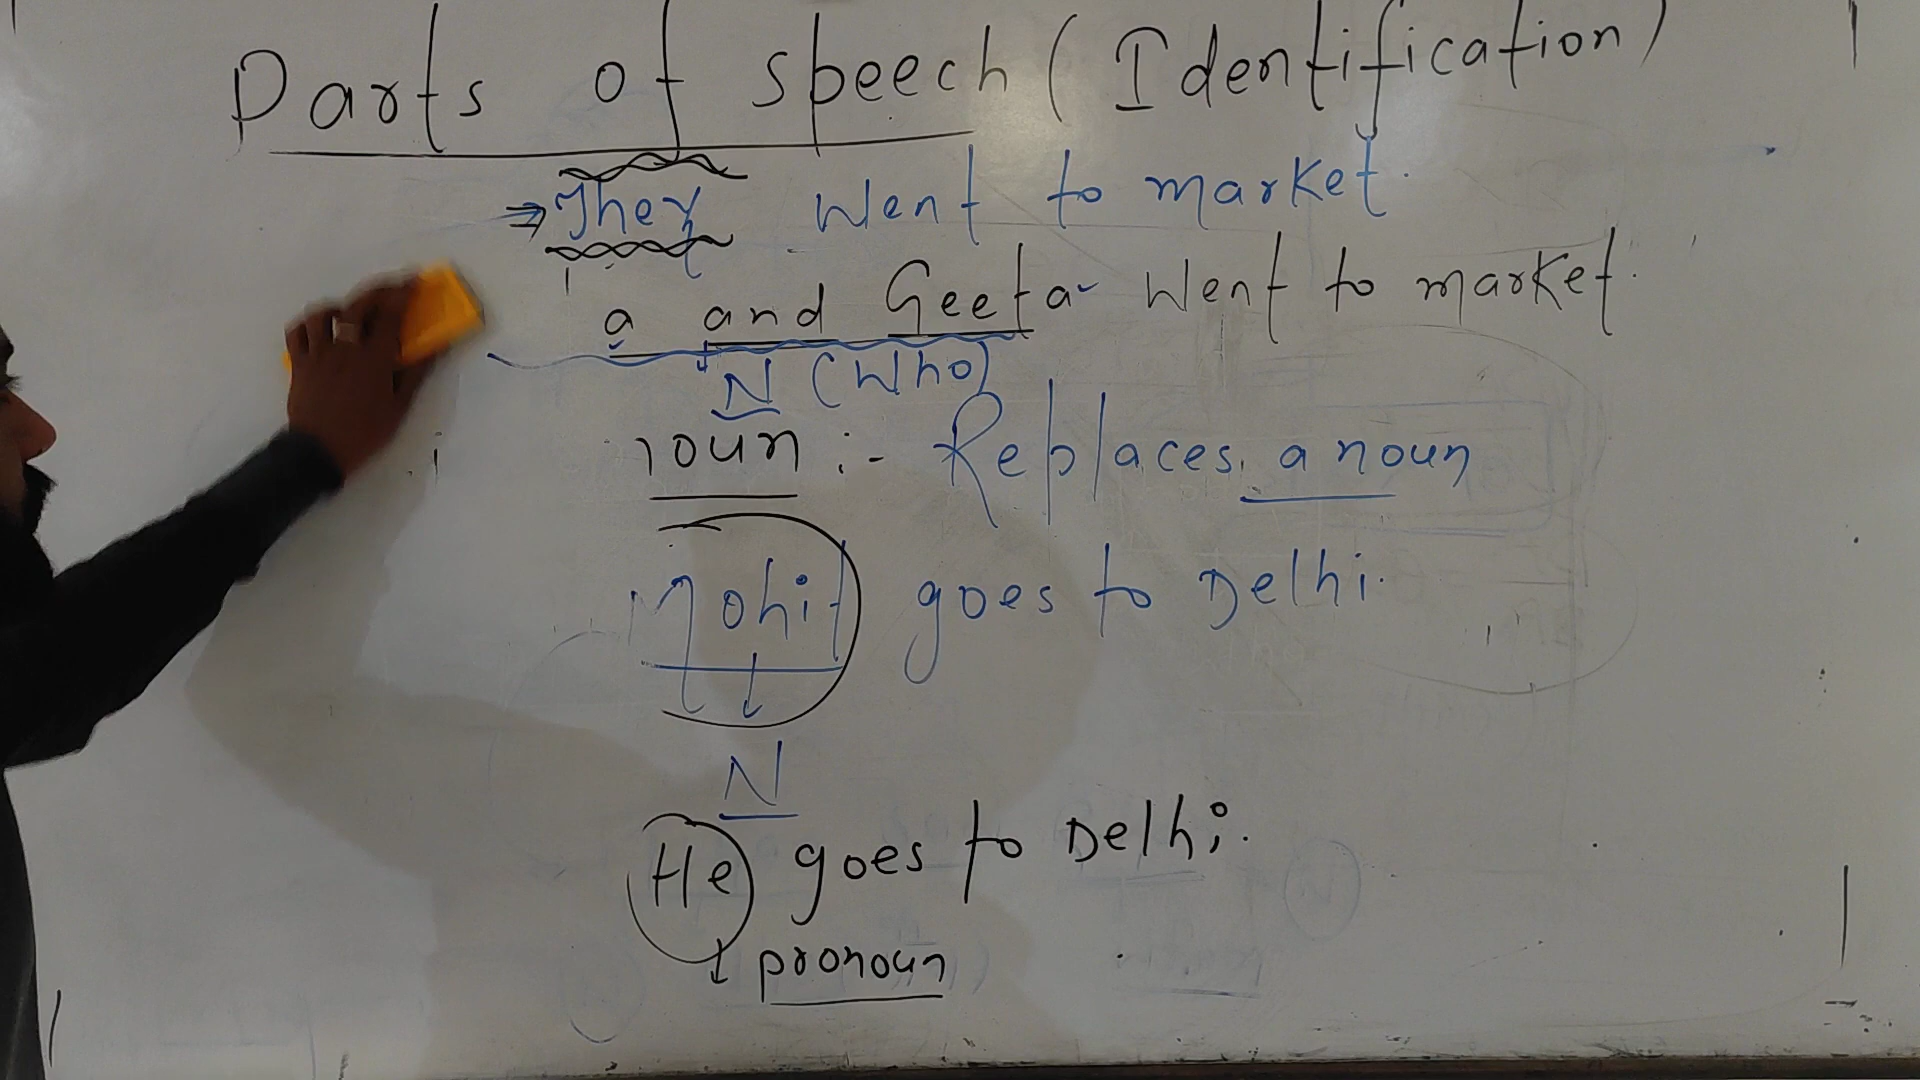 Parts of speech (Identification)
⇒ They went to market.
a and Geeta went to market.
N (Who)
noun :- Replaces a noun
Mohit goes to Delhi.
N
He goes to Delhi.
pronoun